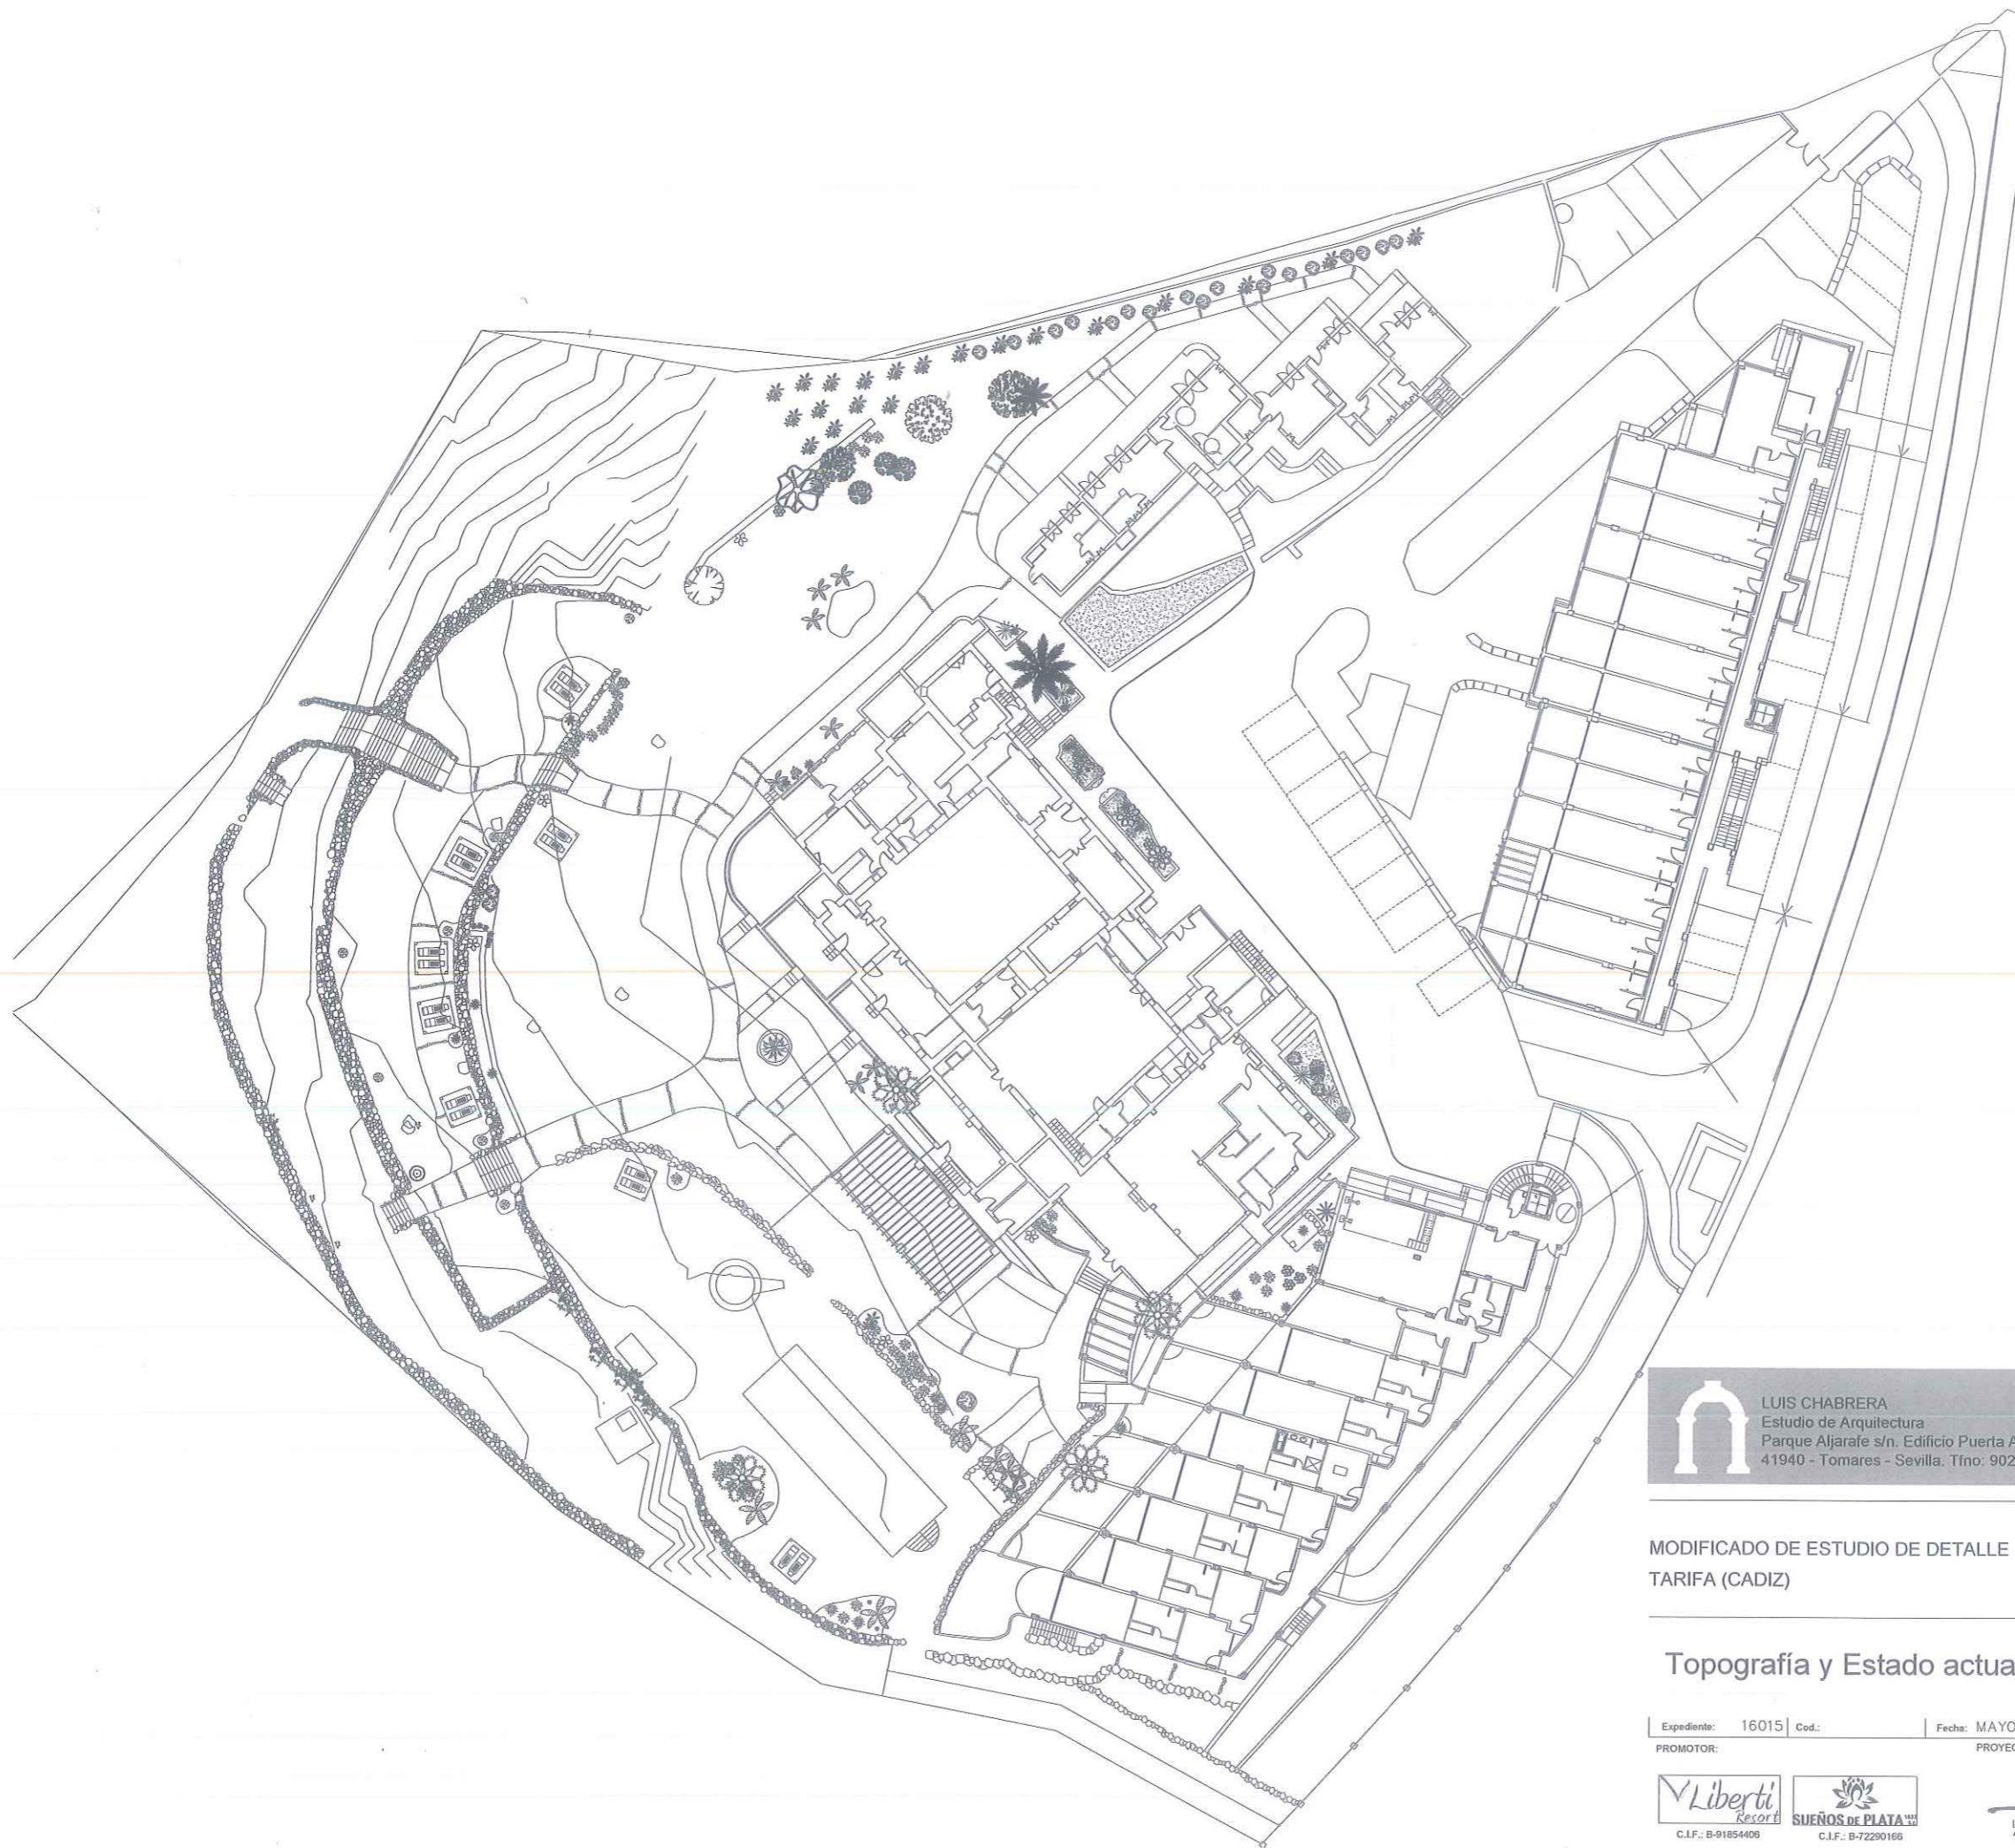 LUIS CHABRERA
Estudio de Arquitectura
Parque Aljarafe s/n. Edificio Puerta A
41940 - Tomares - Sevilla. Tfno: 902
MODIFICADO DE ESTUDIO DE DETALLE
TARIFA (CADIZ)
Topografía y Estado actua
Expediente: 16015 Cod.: Fecha: MAYO
PROMOTOR: PROYEC
Liberti
Resort
SUEÑOS DE PLATA
C.I.F.: B-91854406 C.I.F.: B-72290166